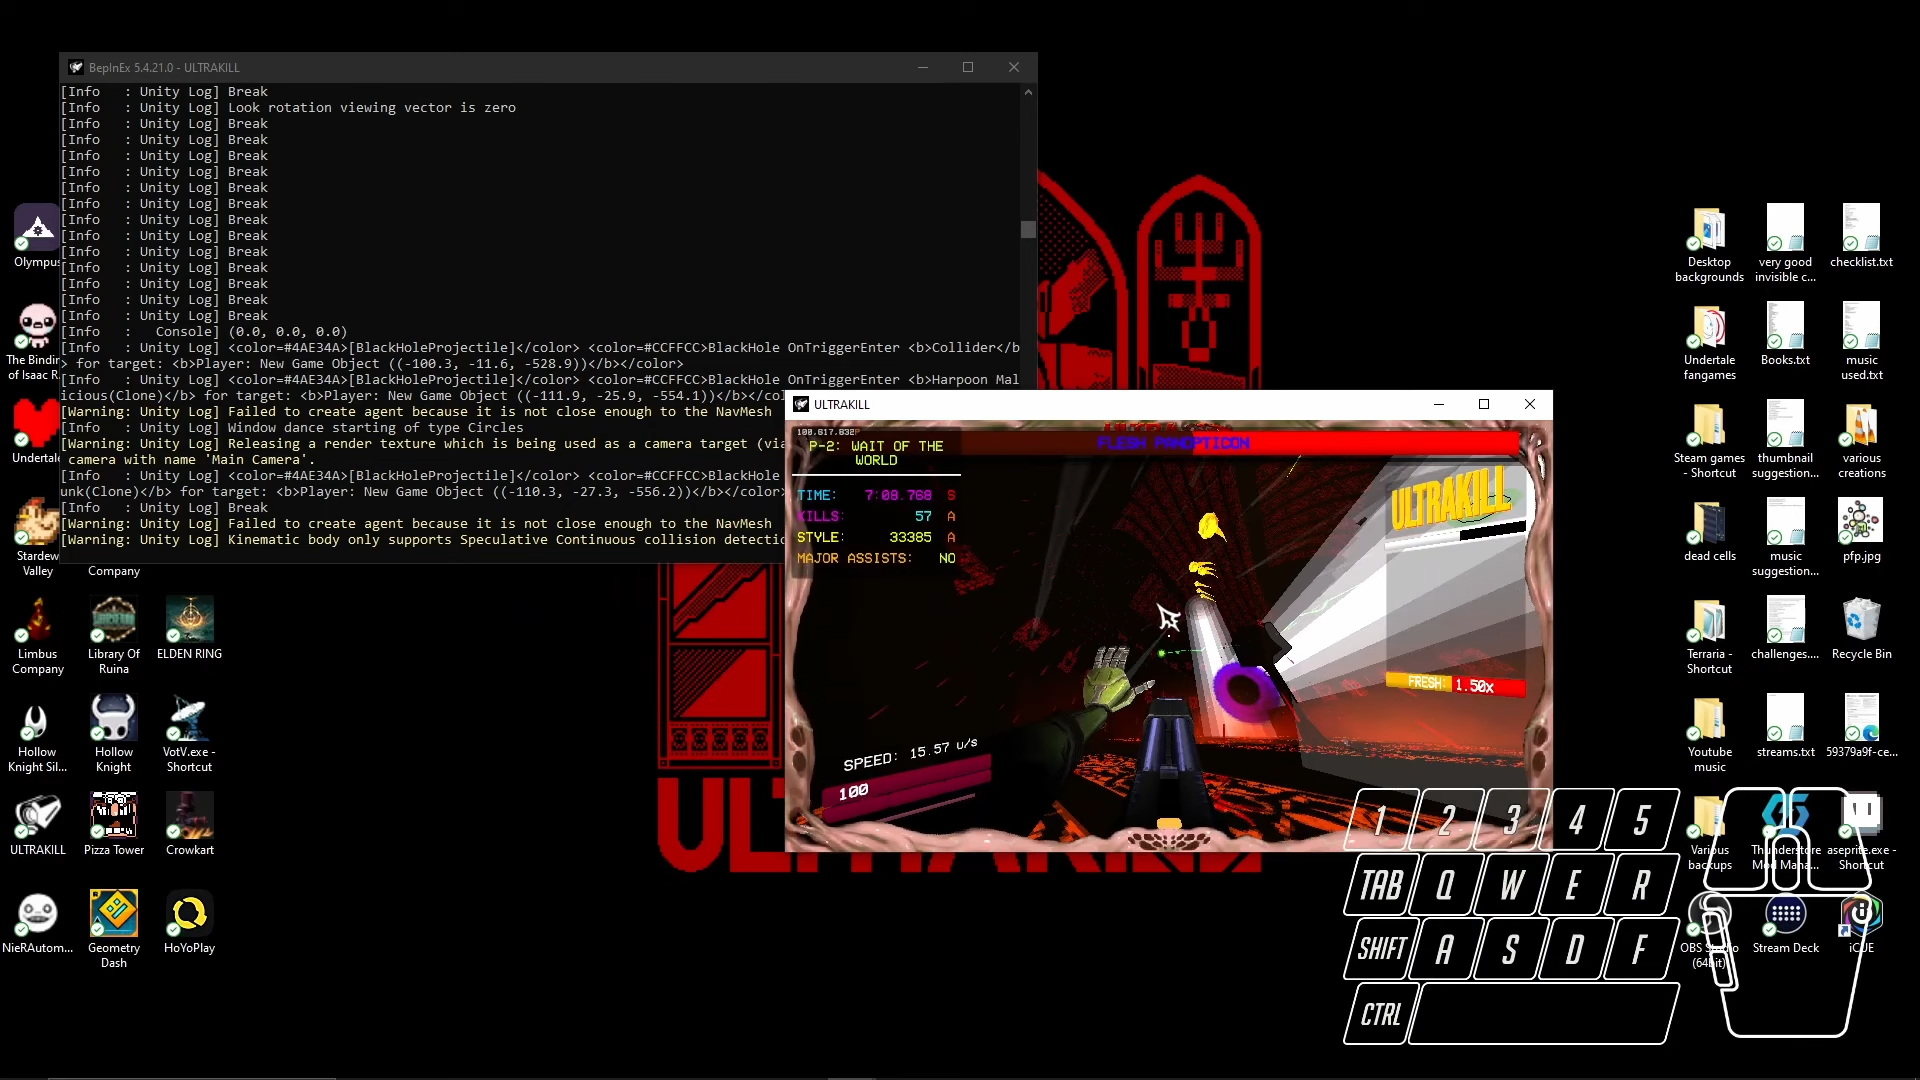 BepInEx 5.4.21.0 - ULTRAKILL
[Info   : Unity Log] Break
[Info   : Unity Log] Look rotation viewing vector is zero
[Info   : Unity Log] Break
[Info   : Unity Log] Break
[Info   : Unity Log] Break
[Info   : Unity Log] Break
[Info   : Unity Log] Break
[Info   : Unity Log] Break
[Info   : Unity Log] Break
[Info   : Unity Log] Break
[Info   : Unity Log] Break
[Info   : Unity Log] Break
[Info   : Unity Log] Break
[Info   : Unity Log] Break
[Info   : Unity Log] Break
[Info   :   Console] (0.0, 0.0, 0.0)
[Info   : Unity Log] <color=#4AE34A>[BlackHoleProjectile]</color> <color=#CCFFCC>BlackHole OnTriggerEnter <b>Collider</b
> for target: <b>Player: New Game Object ((-100.3, -11.6, -528.9))</b></color>
[Info   : Unity Log] <color=#4AE34A>[BlackHoleProjectile]</color> <color=#CCFFCC>BlackHole OnTriggerEnter <b>Harpoon Mal
icious(Clone)</b> for target: <b>Player: New Game Object ((-111.9, -25.9, -554.1))</b></col
[Warning: Unity Log] Failed to create agent because it is not close enough to the NavMesh
[Info   : Unity Log] Window dance starting of type Circles
[Warning: Unity Log] Releasing a render texture which is being used as a camera target (via
camera with name 'Main Camera'.
[Info   : Unity Log] <color=#4AE34A>[BlackHoleProjectile]</color> <color=#CCFFCC>BlackHole
unk(Clone)</b> for target: <b>Player: New Game Object ((-110.3, -27.3, -556.2))</b></color>
[Info   : Unity Log] Break
[Warning: Unity Log] Failed to create agent because it is not close enough to the NavMesh
[Warning: Unity Log] Kinematic body only supports Speculative Continuous collision detectio
ULTRAKILL
P-2: WAIT OF THE
WORLD
TIME: 7:08.768 S
KILLS: 57 A
STYLE: 33385 A
MAJOR ASSISTS: NO
FLESH PANOPTICON
ULTRAKILL
FRESH: 1.50x
SPEED: 15.57 u/s
100
Olympus
The Bindin
of Isaac R
Undertale
Stardew
Valley
Company
Limbus
Company
Library Of
Ruina
ELDEN RING
Hollow
Knight Sil...
Hollow
Knight
VotV.exe -
Shortcut
ULTRAKILL
Pizza Tower
Crowkart
NieRAutom...
Geometry
Dash
HoYoPlay
Desktop
backgrounds
very good
invisible c...
checklist.txt
Undertale
fangames
Books.txt
music
used.txt
Steam games
- Shortcut
thumbnail
suggestion...
various
creations
dead cells
music
suggestion...
pfp.jpg
Terraria -
Shortcut
challenges....
Recycle Bin
Youtube
music
streams.txt
59379a9f-ce...
Various
backups
Thunderstore
Mod Mana...
aseprite.exe -
Shortcut
OBS Studio
(64bit)
Stream Deck
iCUE
1 2 3 4 5
TAB Q W E R
SHIFT A S D F
CTRL